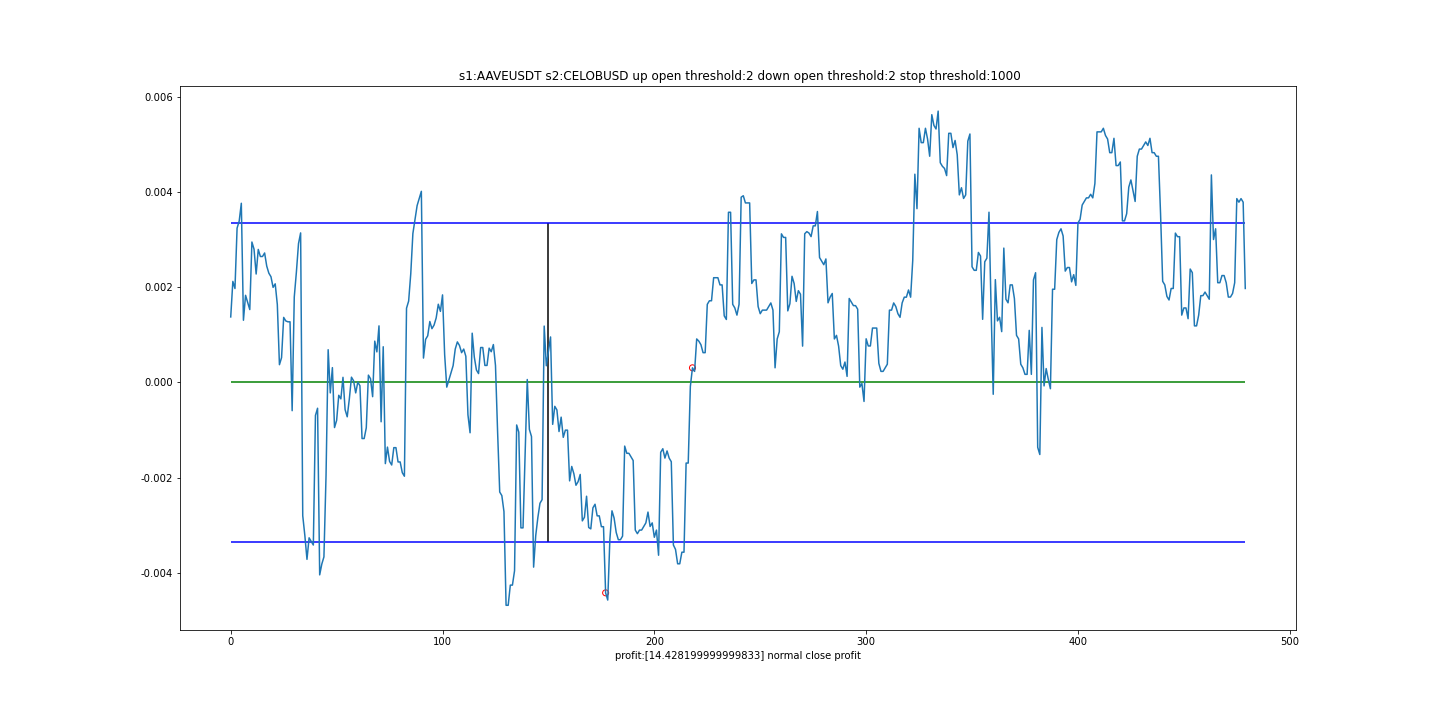 s1:AAVEUSDT s2:CELOBUSD up open threshold:2 down open threshold:2 stop threshold:1000
0.006
0.004
0.002
0.000
-0.002
-0.004
0 100 200 300 400 500
profit:[14.428199999999833] normal close profit